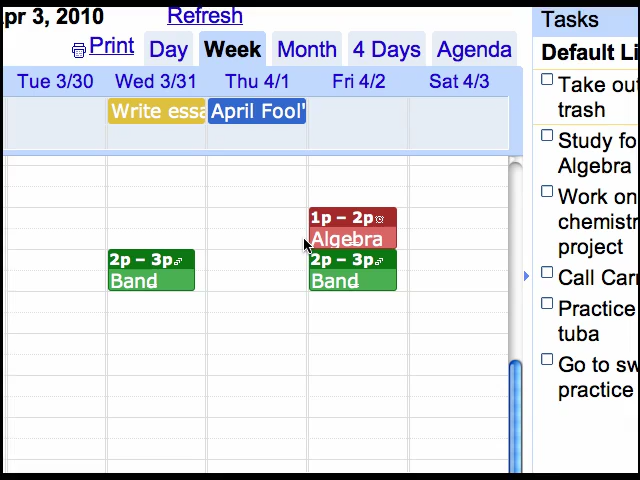 pr 3, 2010
Refresh
Print
Day
Week
Month
4 Days
Agenda
Tue 3/30
Wed 3/31
Thu 4/1
Fri 4/2
Sat 4/3
Write essa
April Fool'
1p – 2p
Algebra
2p – 3p
Band
2p – 3p
Band
Tasks
Default Li
Take out
trash
Study fo
Algebra
Work on
chemistr
project
Call Carr
Practice
tuba
Go to sw
practice